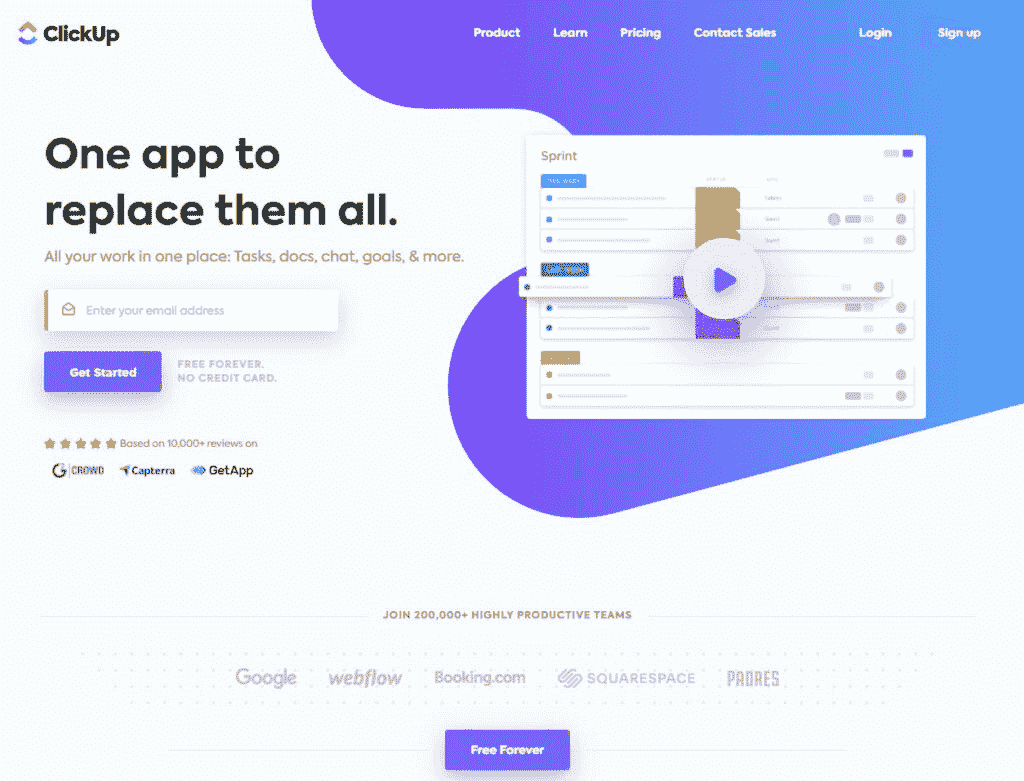 ClickUp
Product Learn Pricing Contact Sales Login Sign up
One app to
replace them all.
All your work in one place: Tasks, docs, chat, goals, & more.
Enter your email address
Get Started
FREE FOREVER.
NO CREDIT CARD.
Sprint
Based on 10,000+ reviews on
G CROWD Capterra GetApp
JOIN 200,000+ HIGHLY PRODUCTIVE TEAMS
Google webflow Booking.com SQUARESPACE PADRES
Free Forever